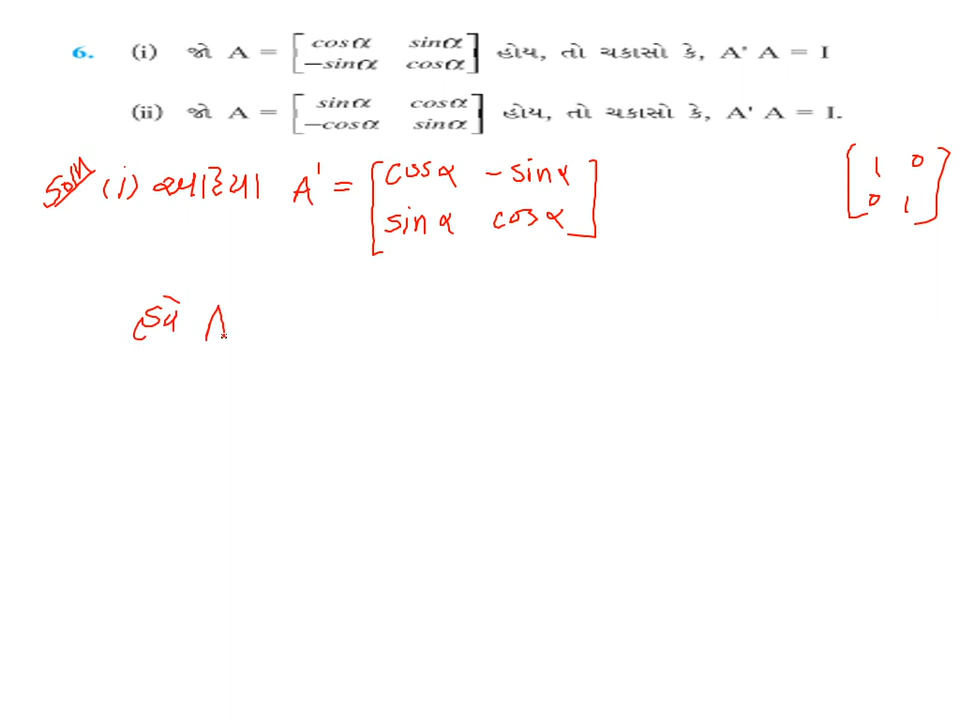 6. (i) જો A = [cosα sinα
−sinα cosα] હોય, તો ચકાસો કે, A' A = I
(ii) જો A = [sinα cosα
−cosα sinα] હોય, તો ચકાસો કે, A' A = I.
Soln (i) A' = [cosα −sinα
sinα cosα]
[1 0
0 1]
હવે A